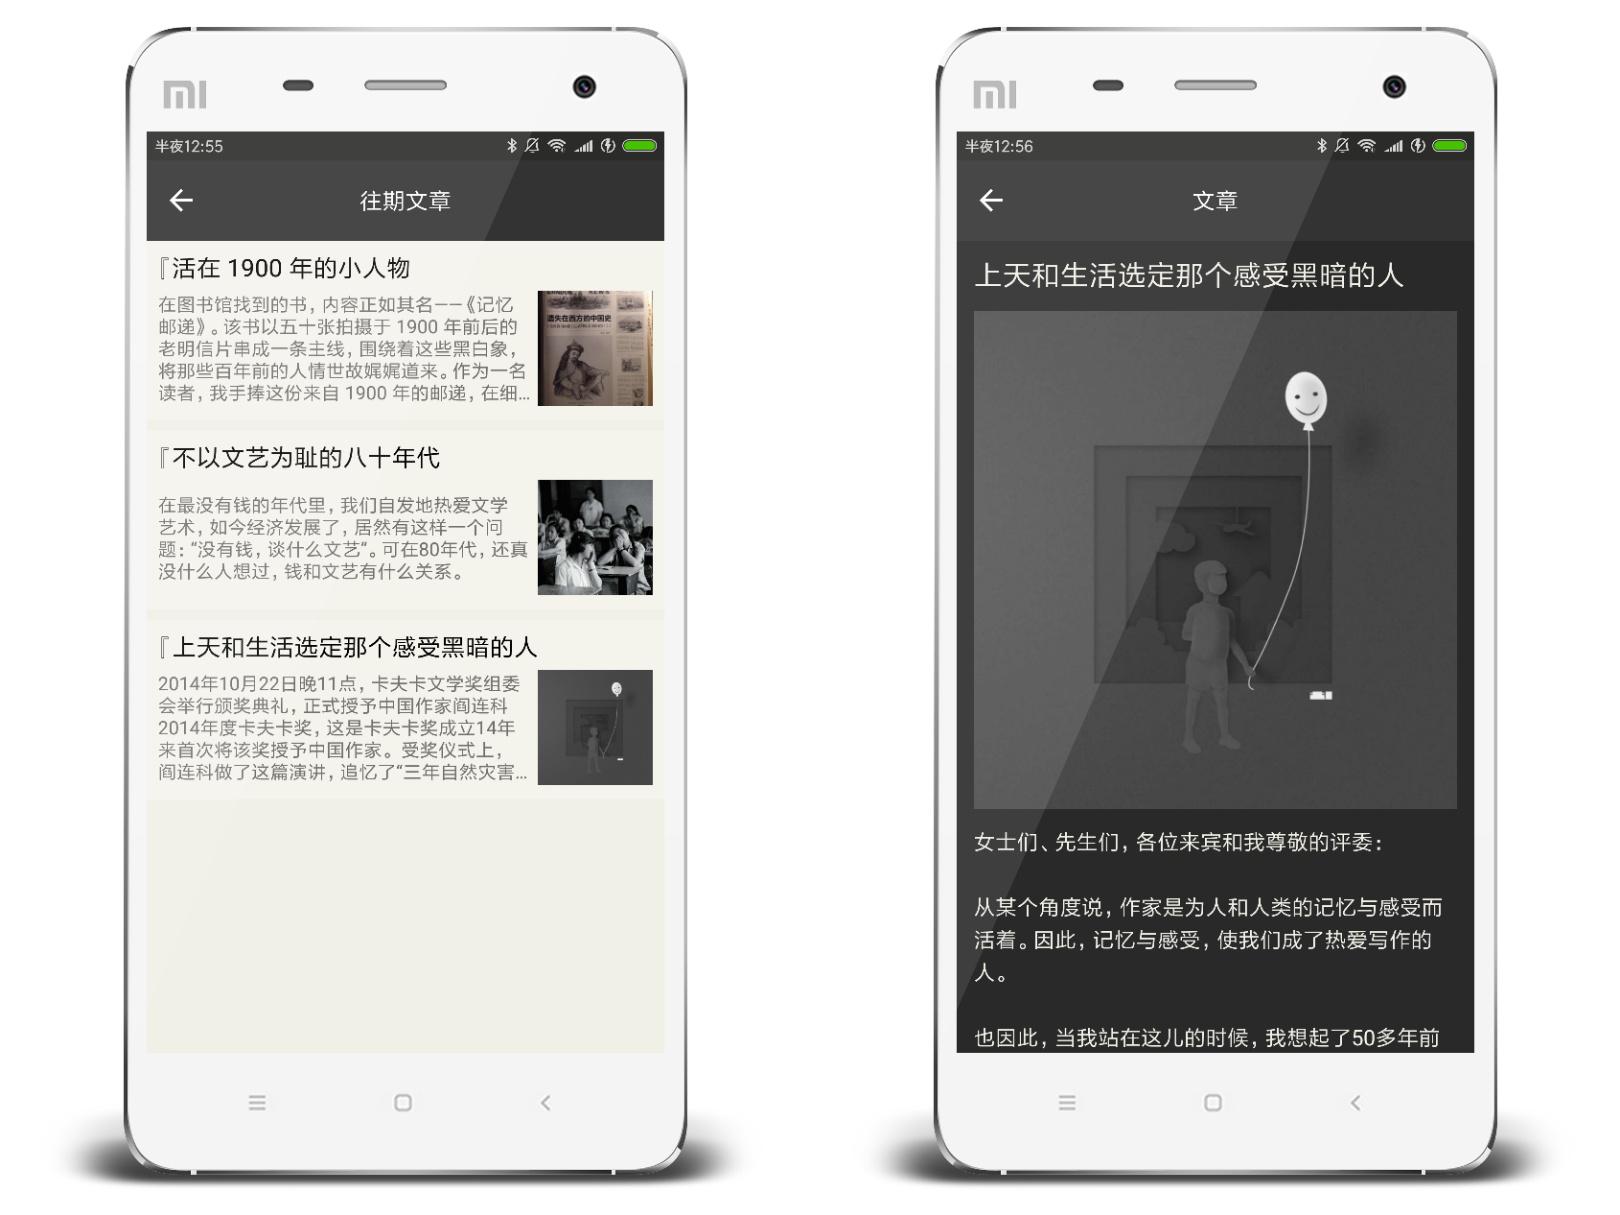 MI
半夜12:55
往期文章
『活在 1900 年的小人物
在图书馆找到的书，内容正如其名——《记忆
邮递》。该书以五十张拍摄于 1900 年前后的
老明信片串成一条主线，围绕着这些黑白象，
将那些百年前的人情世故娓娓道来。作为一名
读者，我手捧这份来自 1900 年的邮递，在细...
遗失在西方的中国史
『不以文艺为耻的八十年代
在最没有钱的年代里，我们自发地热爱文学
艺术，如今经济发展了，居然有这样一个问
题：“没有钱，谈什么文艺”。可在80年代，还真
没什么人想过，钱和文艺有什么关系。
『上天和生活选定那个感受黑暗的人
2014年10月22日晚11点，卡夫卡文学奖组委
会举行颁奖典礼，正式授予中国作家阎连科
2014年度卡夫卡奖，这是卡夫卡奖成立14年
来首次将该奖授予中国作家。受奖仪式上，
阎连科做了这篇演讲，追忆了“三年自然灾害...
MI
半夜12:56
文章
上天和生活选定那个感受黑暗的人
女士们、先生们，各位来宾和我尊敬的评委：
从某个角度说，作家是为人和人类的记忆与感受而
活着。因此，记忆与感受，使我们成了热爱写作的
人。
也因此，当我站在这儿的时候，我想起了50多年前